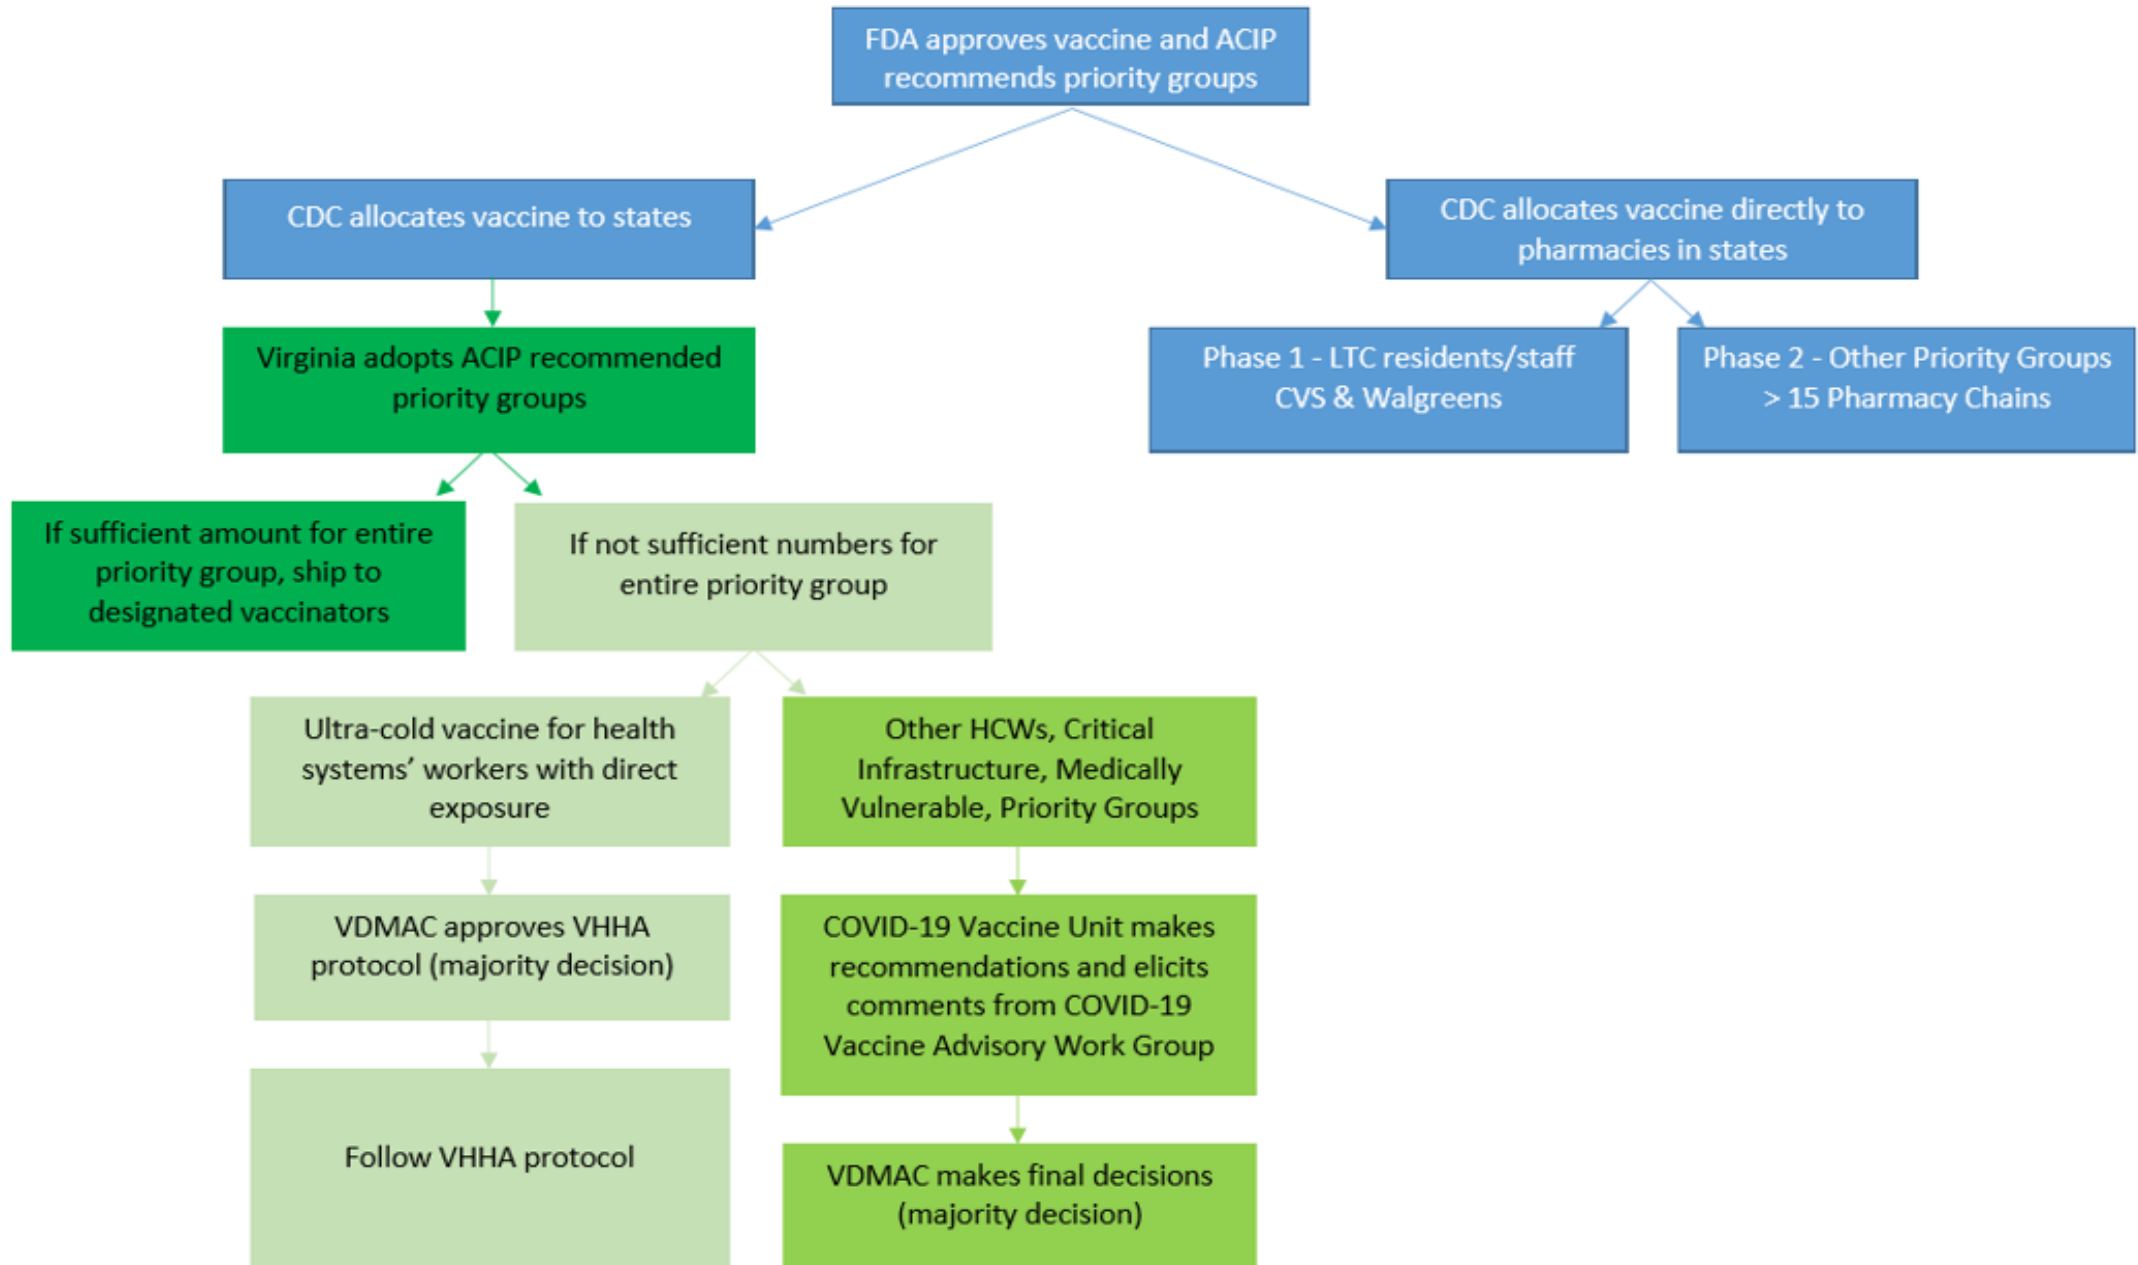 FDA approves vaccine and ACIP
recommends priority groups
CDC allocates vaccine to states
CDC allocates vaccine directly to
pharmacies in states
Virginia adopts ACIP recommended
priority groups
Phase 1 - LTC residents/staff
CVS & Walgreens
Phase 2 - Other Priority Groups
> 15 Pharmacy Chains
If sufficient amount for entire
priority group, ship to
designated vaccinators
If not sufficient numbers for
entire priority group
Ultra-cold vaccine for health
systems’ workers with direct
exposure
Other HCWs, Critical
Infrastructure, Medically
Vulnerable, Priority Groups
VDMAC approves VHHA
protocol (majority decision)
COVID-19 Vaccine Unit makes
recommendations and elicits
comments from COVID-19
Vaccine Advisory Work Group
Follow VHHA protocol
VDMAC makes final decisions
(majority decision)